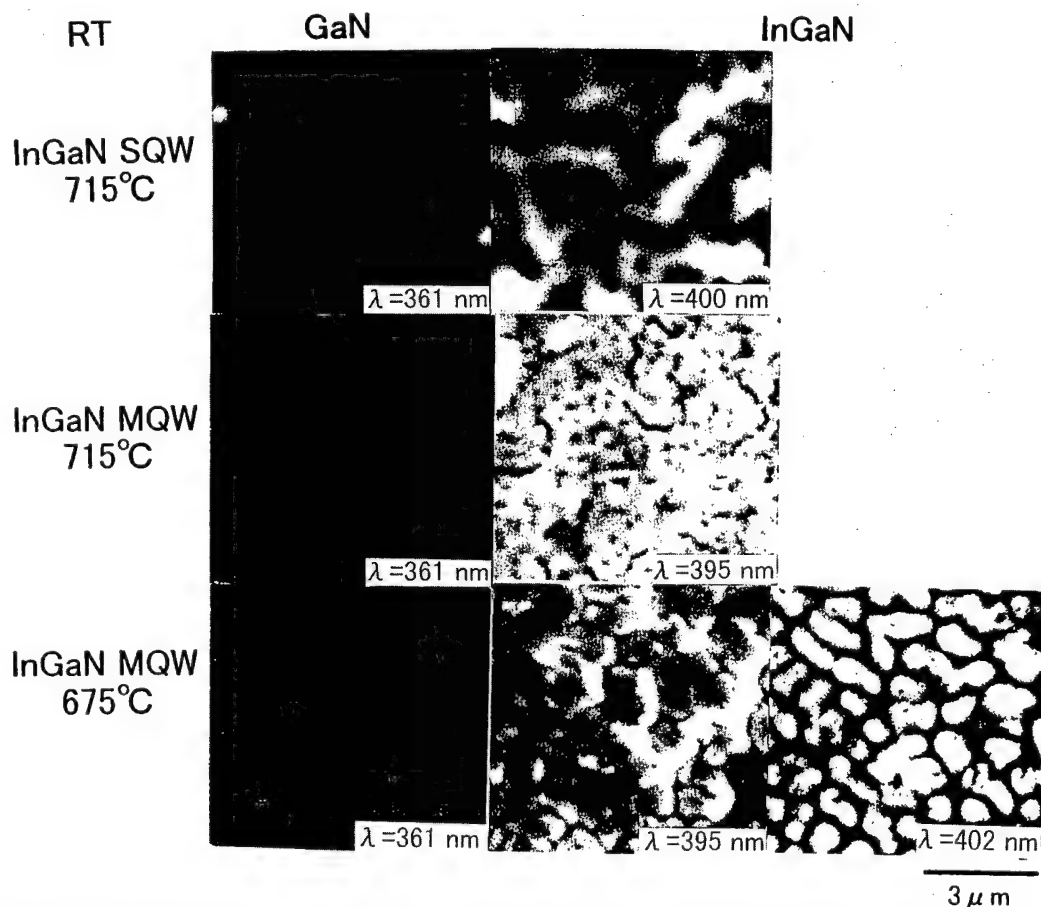 RT
GaN
InGaN
InGaN SQW
715℃
λ=361 nm
λ=400 nm
InGaN MQW
715℃
λ=361 nm
λ=395 nm
InGaN MQW
675℃
λ=361 nm
λ=395 nm
λ=402 nm
3 μm